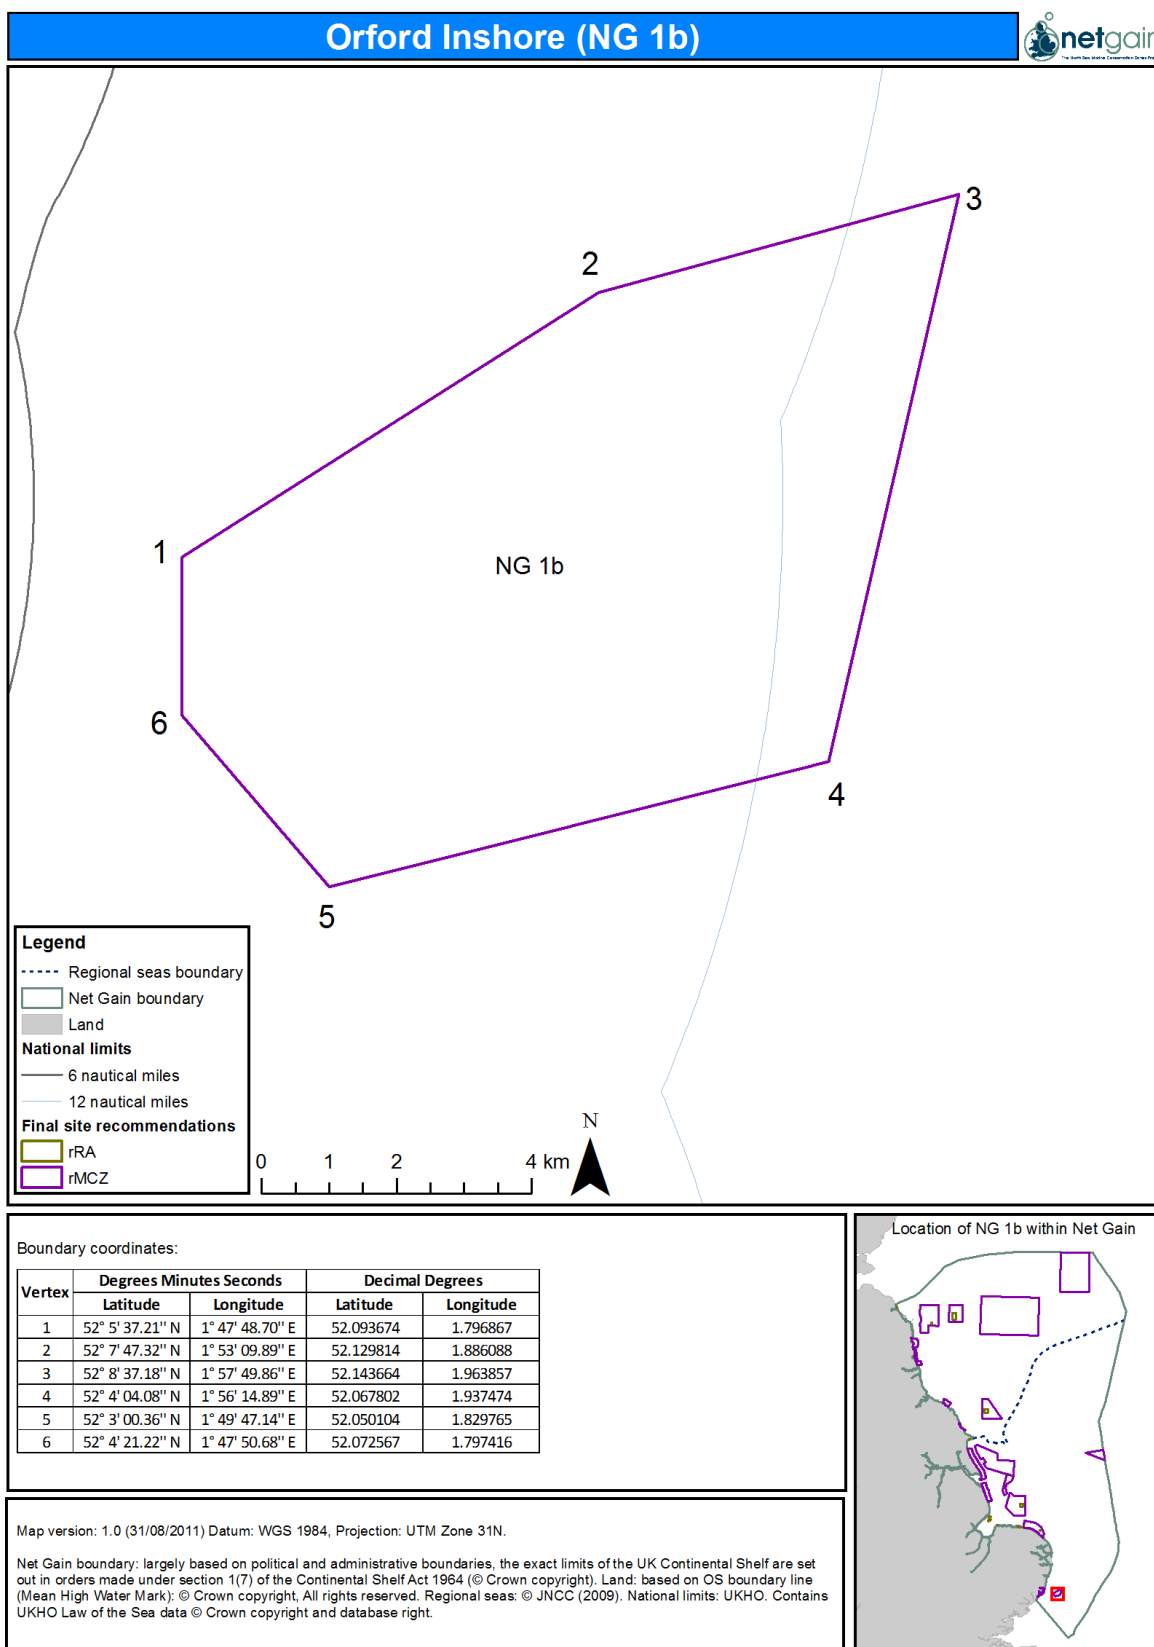 Orford Inshore (NG 1b)
netgain
3
2
1
NG 1b
6
4
5
Legend
Regional seas boundary
Net Gain boundary
Land
National limits
6 nautical miles
12 nautical miles
Final site recommendations
rRA
rMCZ
0 1 2 4 km
N
Boundary coordinates:
Vertex Degrees Minutes Seconds Decimal Degrees
Latitude Longitude Latitude Longitude
1 52° 5' 37.21'' N 1° 47' 48.70'' E 52.093674 1.796867
2 52° 7' 47.32'' N 1° 53' 09.89'' E 52.129814 1.886088
3 52° 8' 37.18'' N 1° 57' 49.86'' E 52.143664 1.963857
4 52° 4' 04.08'' N 1° 56' 14.89'' E 52.067802 1.937474
5 52° 3' 00.36'' N 1° 49' 47.14'' E 52.050104 1.829765
6 52° 4' 21.22'' N 1° 47' 50.68'' E 52.072567 1.797416
Location of NG 1b within Net Gain
Map version: 1.0 (31/08/2011) Datum: WGS 1984, Projection: UTM Zone 31N.
Net Gain boundary: largely based on political and administrative boundaries, the exact limits of the UK Continental Shelf are set
out in orders made under section 1(7) of the Continental Shelf Act 1964 (© Crown copyright). Land: based on OS boundary line
(Mean High Water Mark): © Crown copyright, All rights reserved. Regional seas: © JNCC (2009). National limits: UKHO. Contains
UKHO Law of the Sea data © Crown copyright and database right.